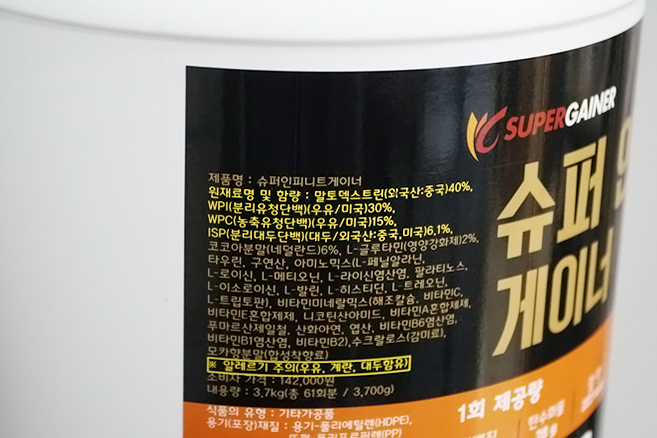 SUPERGAINER
슈퍼
게이너
제품명 : 슈퍼인피니트게이너
원재료명 및 함량 : 말토덱스트린(외국산:중국)40%,
WPI(분리유청단백)(우유/미국)30%,
WPC(농축유청단백)(우유/미국)15%,
ISP(분리대두단백)(대두/외국산:중국,미국)6.1%,
코코아분말(네덜란드)6%, L-글루타민(영양강화제)2%,
타우린, 구연산, 아미노믹스(L-페닐알라닌,
L-로이신, L-메티오닌, L-라이신염산염, 팔라티노스,
L-이소로이신, L-발린, L-히스티딘, L-트레오닌,
L-트립토판), 비타민미네랄믹스(해조칼슘, 비타민C,
비타민E혼합제제, 니코틴산아미드, 비타민A혼합제제,
푸마르산제일철, 산화아연, 엽산, 비타민B6염산염,
비타민B1염산염, 비타민B2),수크랄로스(감미료),
모카향분말(합성착향료)
※ 알레르기 주의(우유, 계란, 대두함유)
소비자 가격 : 142,000원
내용량 : 3.7kg(총 61회분 / 3,700g)
식품의 유형 : 기타가공품
용기(포장)재질 : 용기-폴리에틸렌(HDPE),
뚜껑-폴리프로필렌(PP)
1회 제공량
탄수화물